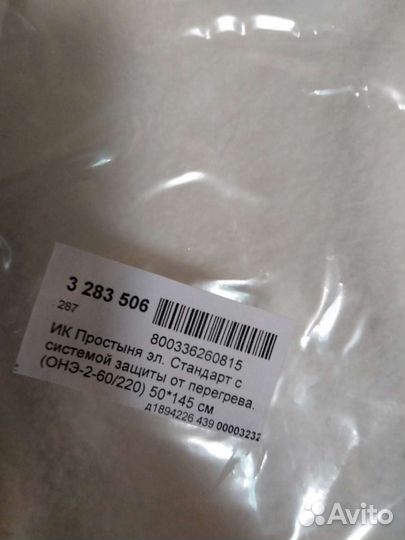 3 283 506
287
800336260815
ИК Простыня эл. Стандарт с
системой защиты от перегрева.
(ОНЭ-2-60/220) 50*145 см
д1894226 439 00003232
Avito